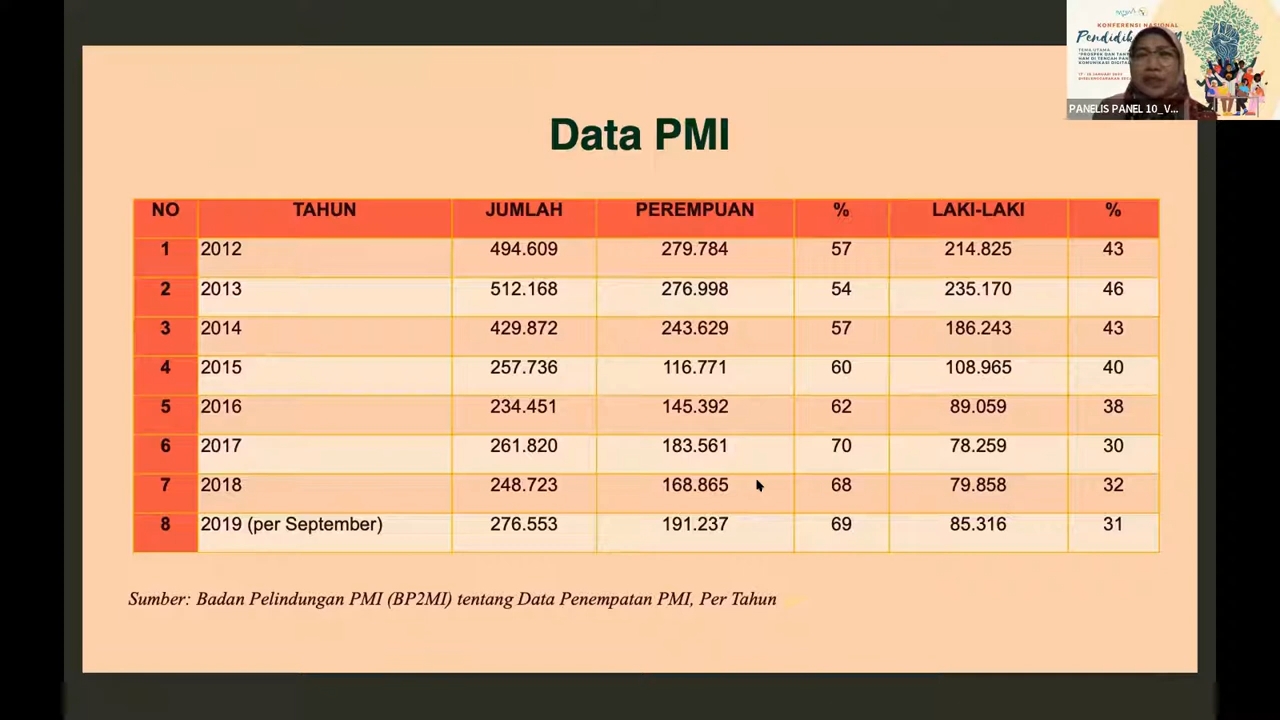 KONFERENSI NASIONAL
TEMA UTAMA:
PANELIS PANEL 10_V...
Data PMI
NO TAHUN JUMLAH PEREMPUAN % LAKI-LAKI %
1 2012 494.609 279.784 57 214.825 43
2 2013 512.168 276.998 54 235.170 46
3 2014 429.872 243.629 57 186.243 43
4 2015 257.736 116.771 60 108.965 40
5 2016 234.451 145.392 62 89.059 38
6 2017 261.820 183.561 70 78.259 30
7 2018 248.723 168.865 68 79.858 32
8 2019 (per September) 276.553 191.237 69 85.316 31
Sumber: Badan Pelindungan PMI (BP2MI) tentang Data Penempatan PMI, Per Tahun